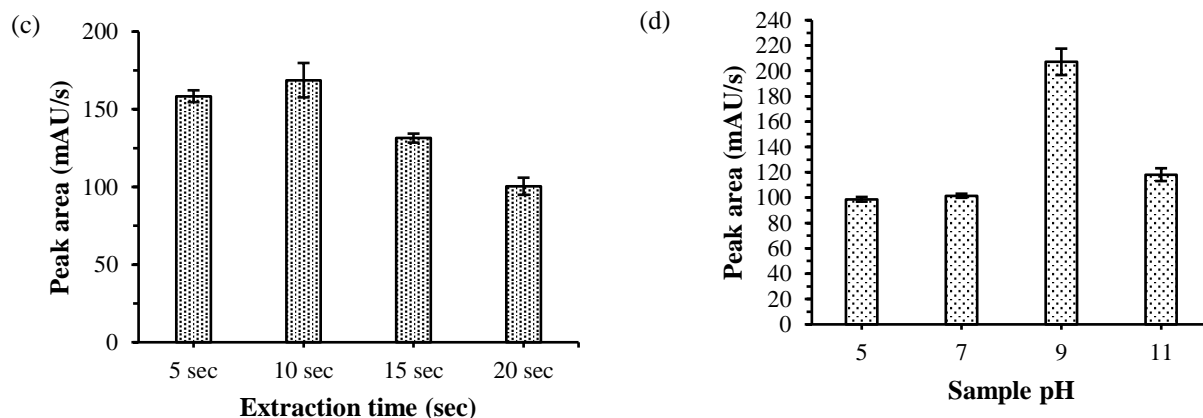 (c)
Peak area (mAU/s)
200
150
100
50
0
5 sec 10 sec 15 sec 20 sec
Extraction time (sec)
(d)
Peak area (mAU/s)
240
220
200
180
160
140
120
100
80
60
40
20
0
5 7 9 11
Sample pH